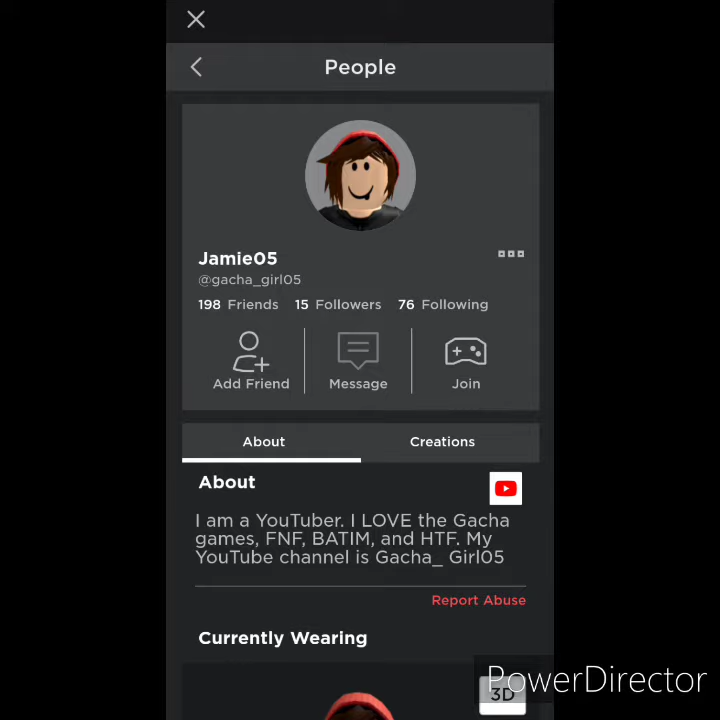 People
Jamie05
@gacha_girl05
198 Friends 15 Followers 76 Following
Add Friend Message Join
About Creations
About
I am a YouTuber. I LOVE the Gacha
games, FNF, BATIM, and HTF. My
YouTube channel is Gacha_ Girl05
Report Abuse
Currently Wearing
3D
PowerDirector